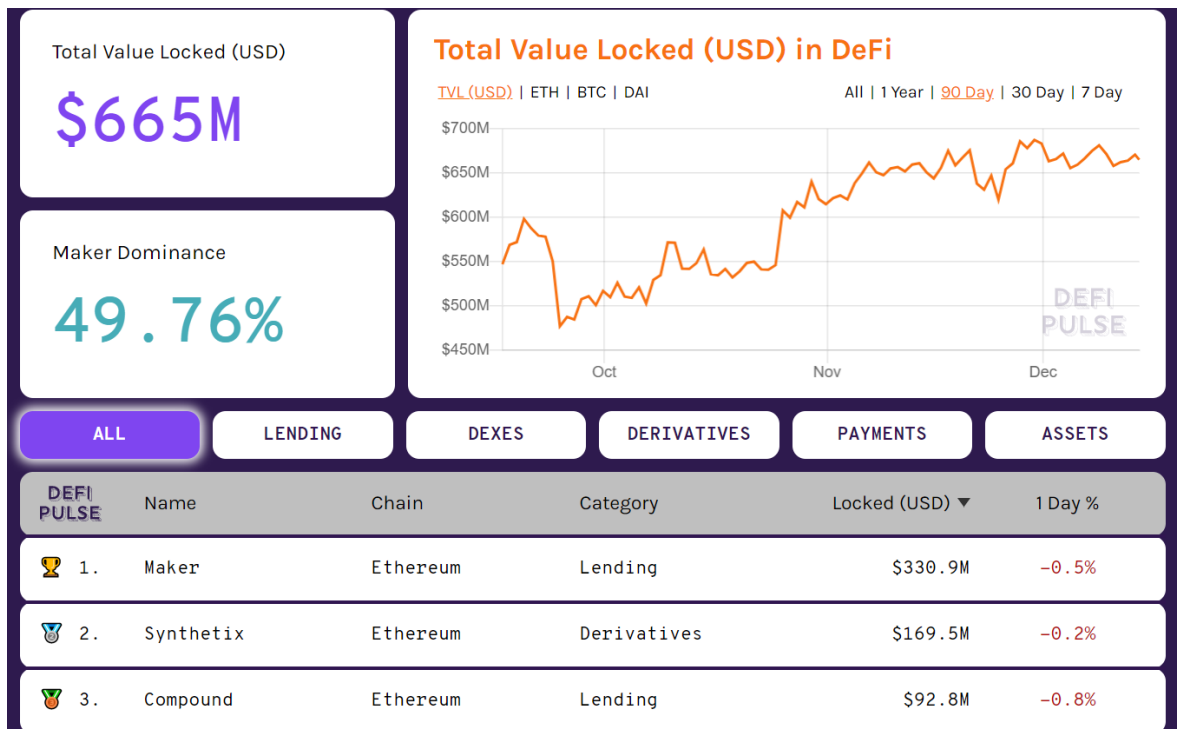 Total Value Locked (USD)
$665M
Maker Dominance
49.76%
Total Value Locked (USD) in DeFi
TVL (USD) | ETH | BTC | DAI
All | 1 Year | 90 Day | 30 Day | 7 Day
$700M
$650M
$600M
$550M
$500M
$450M
Oct Nov Dec
DEFI
PULSE
ALL LENDING DEXES DERIVATIVES PAYMENTS ASSETS
DEFI
PULSE
Name Chain Category Locked (USD) ▼ 1 Day %
1. Maker Ethereum Lending $330.9M -0.5%
2. Synthetix Ethereum Derivatives $169.5M -0.2%
3. Compound Ethereum Lending $92.8M -0.8%